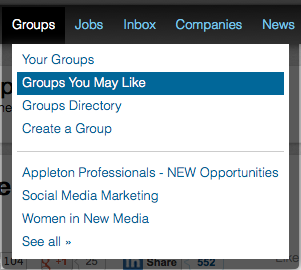 Groups Jobs Inbox Companies News
Your Groups
Groups You May Like
Groups Directory
Create a Group
Appleton Professionals - NEW Opportunities
Social Media Marketing
Women in New Media
See all »
104 +1 25 in Share 552